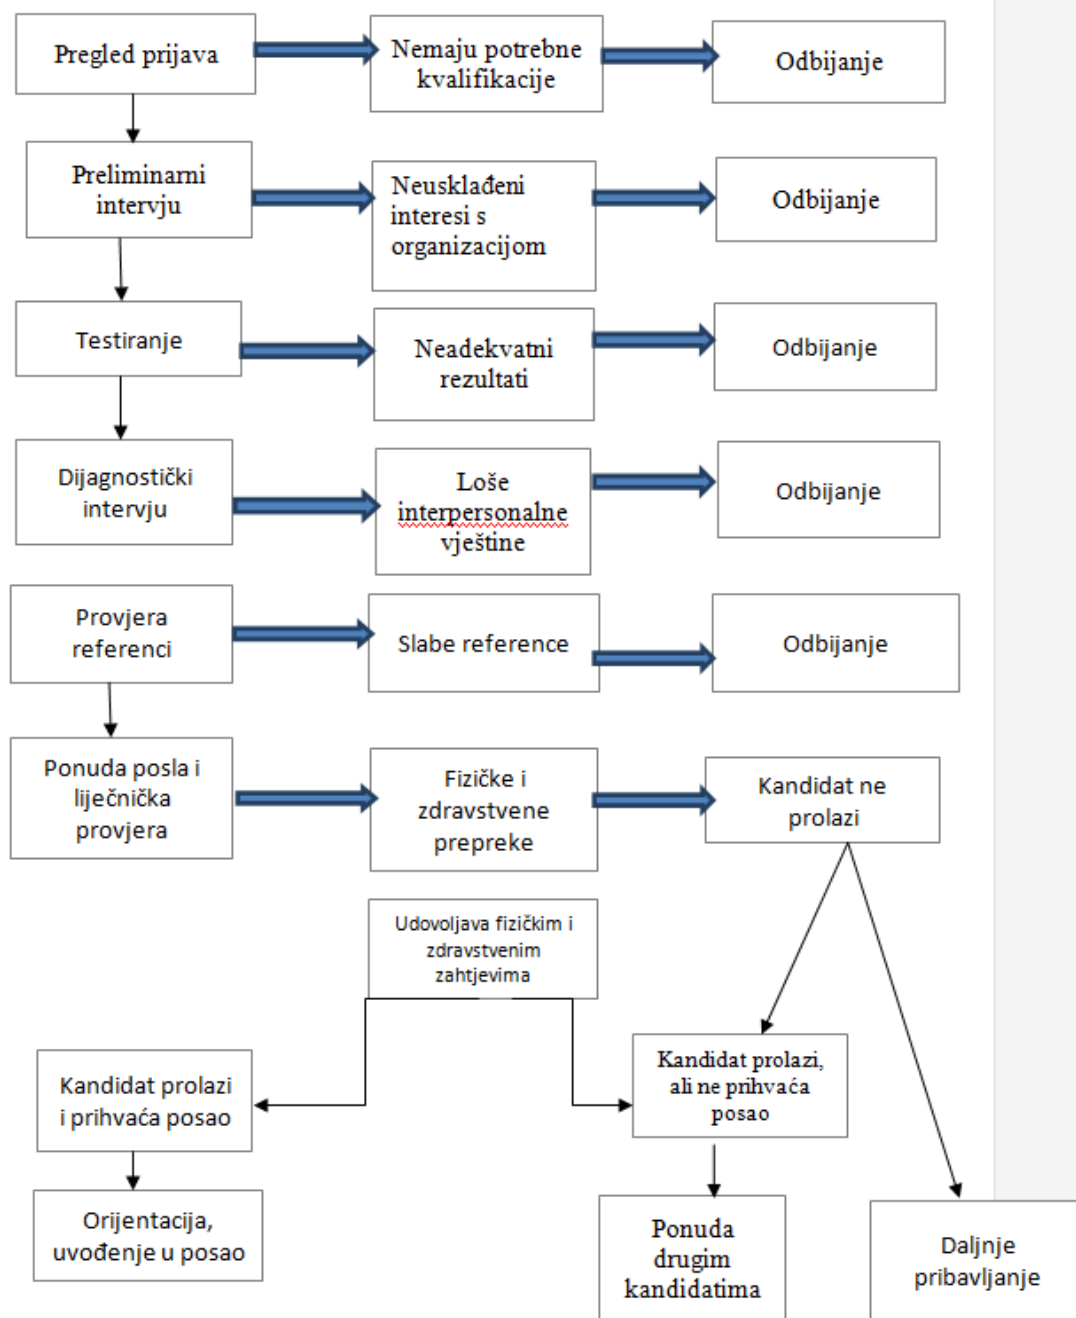 Pregled prijava
Nemaju potrebne
kvalifikacije
Odbijanje
Preliminarni
intervju
Neusklađeni
interesi s
organizacijom
Odbijanje
Testiranje
Neadekvatni
rezultati
Odbijanje
Dijagnostički
intervju
Loše
interpersonalne
vještine
Odbijanje
Provjera
referenci
Slabe reference
Odbijanje
Ponuda posla i
liječnička
provjera
Fizičke i
zdravstvene
prepreke
Kandidat ne
prolazi
Udovoljava fizičkim i
zdravstvenim
zahtjevima
Kandidat prolazi
i prihvaća posao
Kandidat prolazi,
ali ne prihvaća
posao
Orijentacija,
uvođenje u posao
Ponuda
drugim
kandidatima
Daljnje
pribavljanje